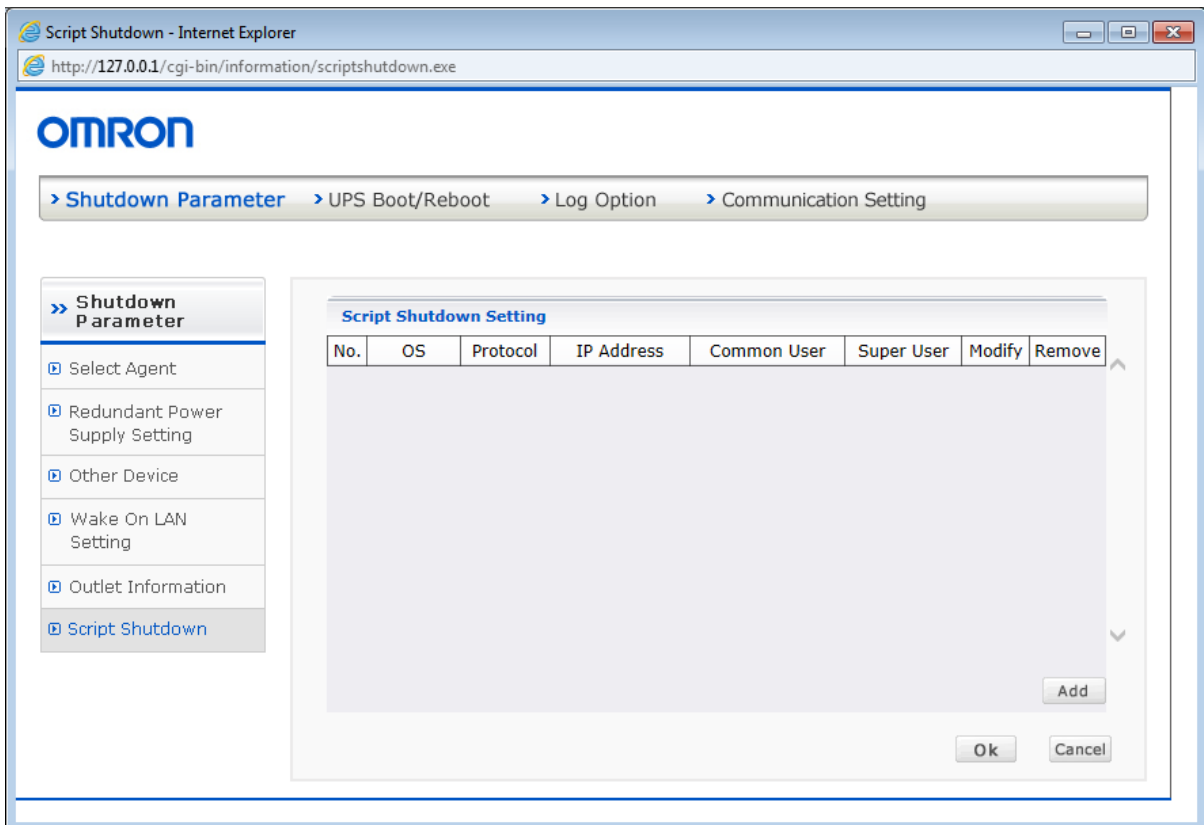 Script Shutdown - Internet Explorer
http://127.0.0.1/cgi-bin/information/scriptshutdown.exe
OMRON
Shutdown Parameter UPS Boot/Reboot Log Option Communication Setting
Shutdown
Parameter
Select Agent
Redundant Power
Supply Setting
Other Device
Wake On LAN
Setting
Outlet Information
Script Shutdown
Script Shutdown Setting
No. OS Protocol IP Address Common User Super User Modify Remove
Add
Ok Cancel